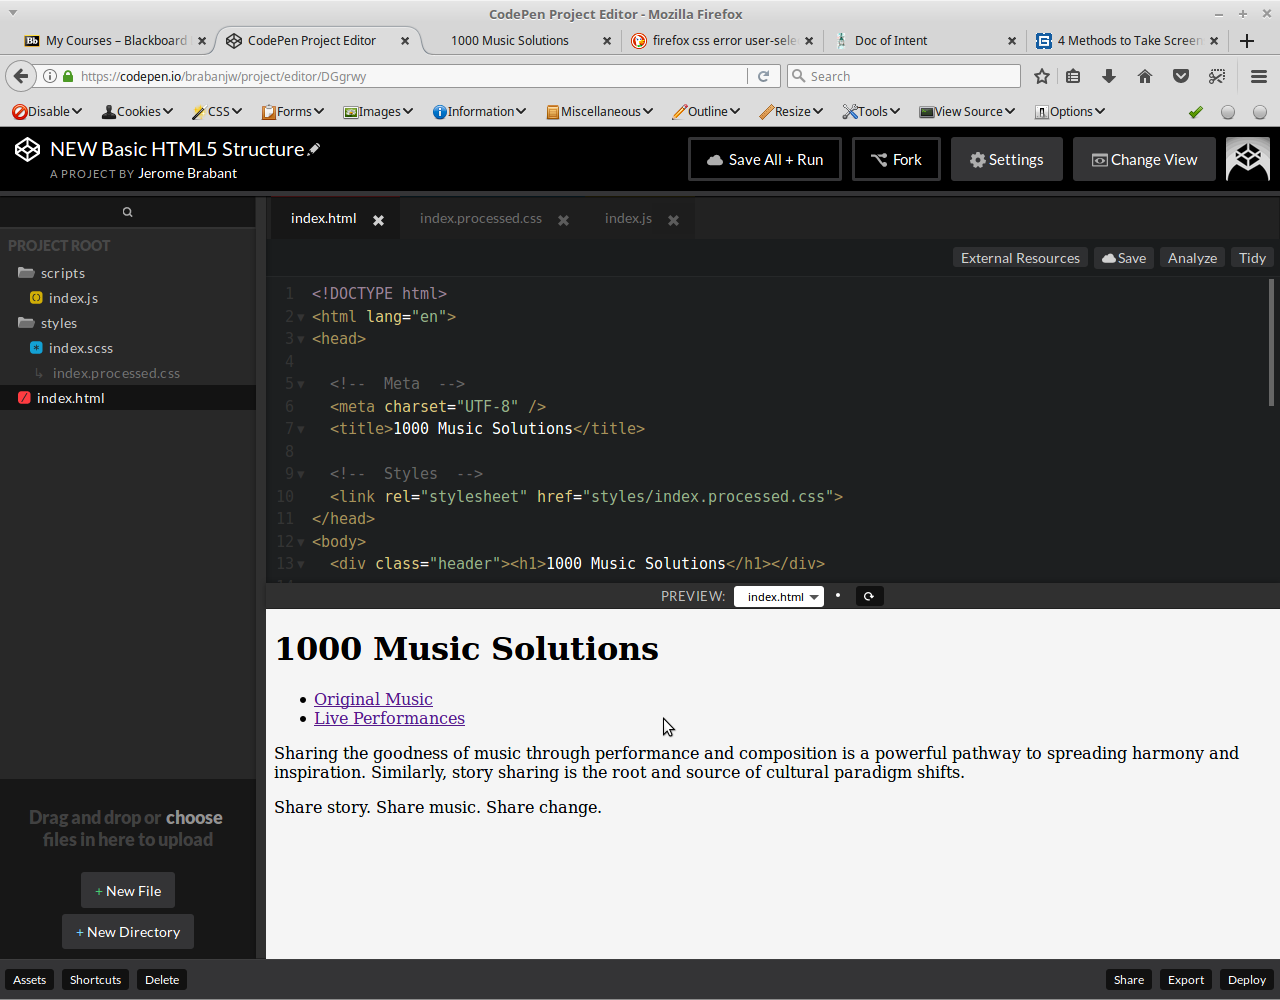 CodePen Project Editor - Mozilla Firefox
My Courses – Blackboard
CodePen Project Editor
1000 Music Solutions
firefox css error user-sele
Doc of Intent
4 Methods to Take Screen
https://codepen.io/brabanjw/project/editor/DGgrwy
Search
Disable Cookies CSS Forms Images Information Miscellaneous Outline Resize Tools View Source Options
NEW Basic HTML5 Structure
A PROJECT BY Jerome Brabant
Save All + Run
Fork
Settings
Change View
index.html
index.processed.css
index.js
PROJECT ROOT
scripts
index.js
styles
index.scss
index.processed.css
index.html
External Resources Save Analyze Tidy
1 <!DOCTYPE html>
2 <html lang="en">
3 <head>
4
5 <!--  Meta  -->
6 <meta charset="UTF-8" />
7 <title>1000 Music Solutions</title>
8
9 <!--  Styles  -->
10 <link rel="stylesheet" href="styles/index.processed.css">
11 </head>
12 <body>
13 <div class="header"><h1>1000 Music Solutions</h1></div>
PREVIEW: index.html
1000 Music Solutions
• Original Music
• Live Performances
Sharing the goodness of music through performance and composition is a powerful pathway to spreading harmony and
inspiration. Similarly, story sharing is the root and source of cultural paradigm shifts.
Share story. Share music. Share change.
Drag and drop or choose
files in here to upload
+ New File
+ New Directory
Assets Shortcuts Delete
Share Export Deploy